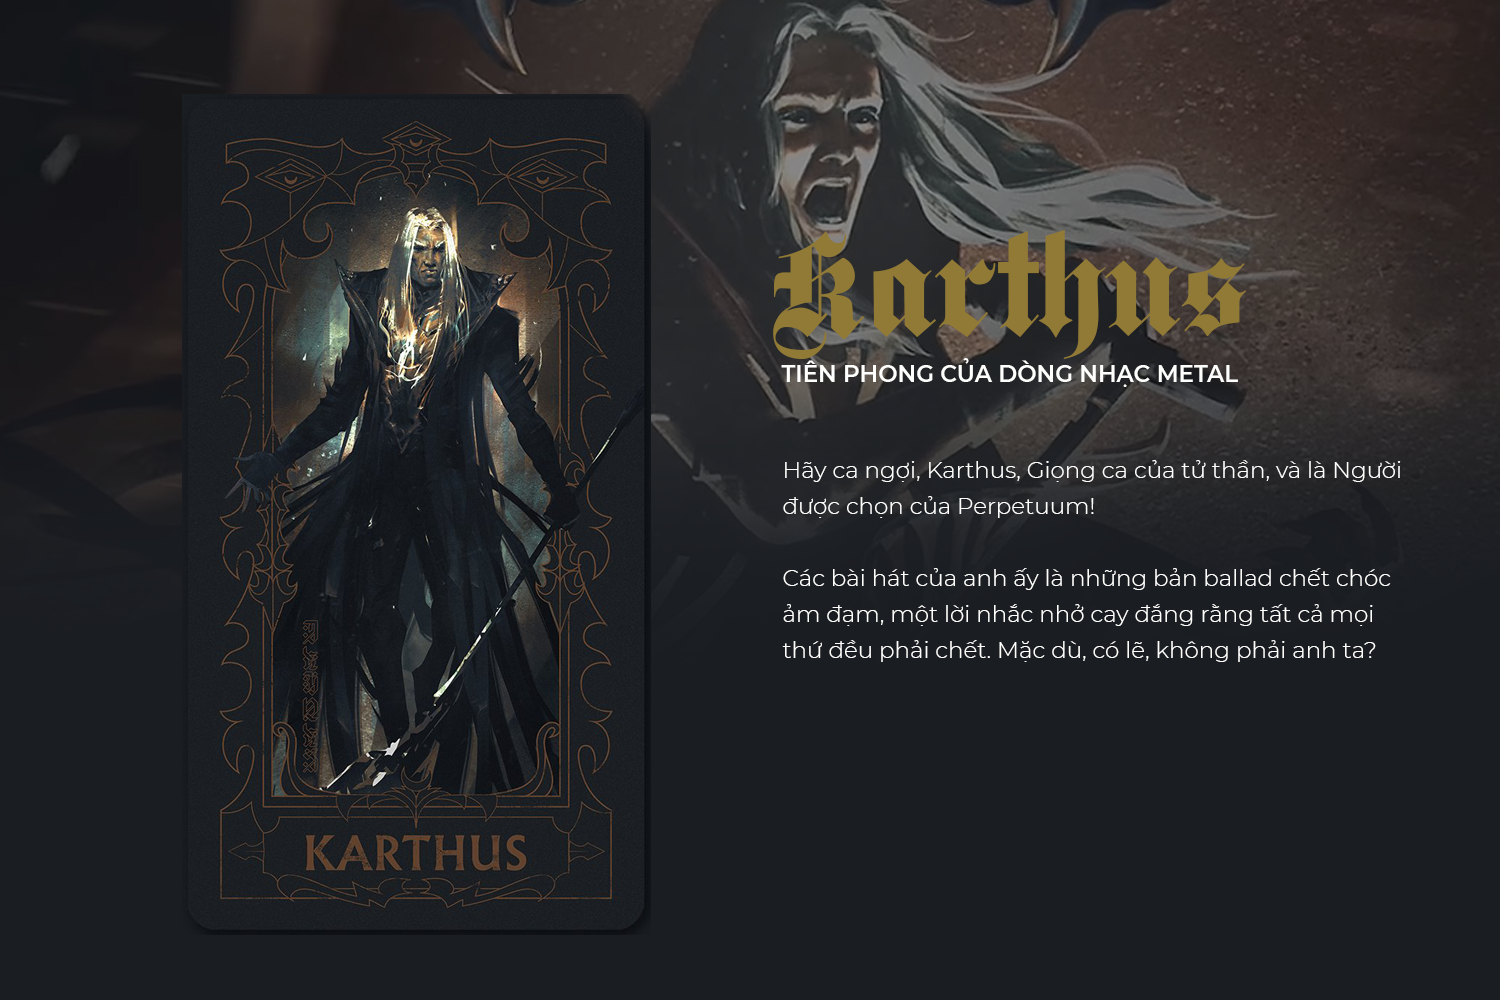 Karthus
TIÊN PHONG CỦA DÒNG NHẠC METAL
Hãy ca ngợi, Karthus, Giọng ca của tử thần, và là Người
được chọn của Perpetuum!
Các bài hát của anh ấy là những bản ballad chết chóc
ảm đạm, một lời nhắc nhở cay đắng rằng tất cả mọi
thứ đều phải chết. Mặc dù, có lẽ, không phải anh ta?
KARTHUS